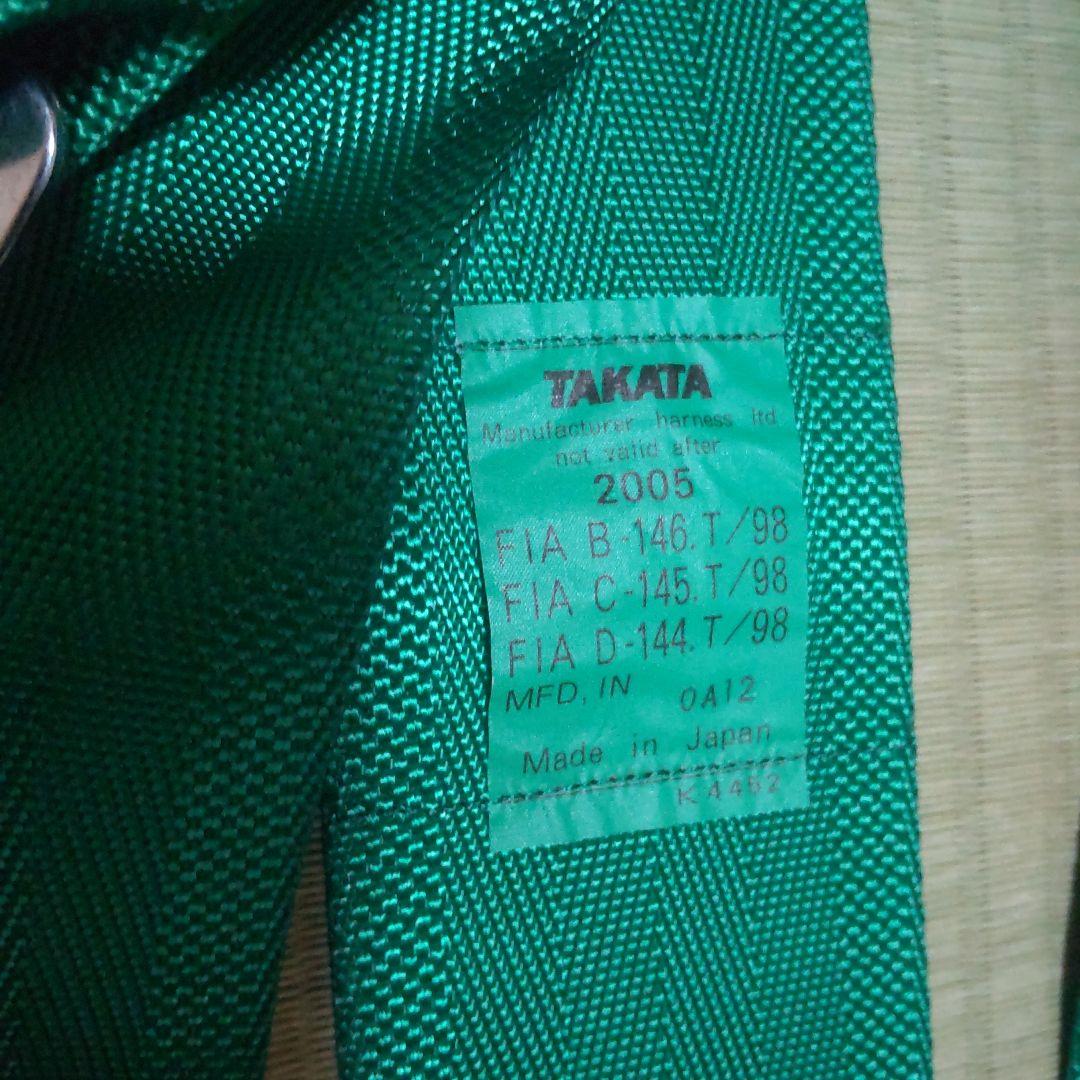 TAKATA
Manufacturer harness ltd
not valid after
2005
FIA B-146.T/98
FIA C-145.T/98
FIA D-144.T/98
MFD, IN 0A12
Made in Japan
K4452